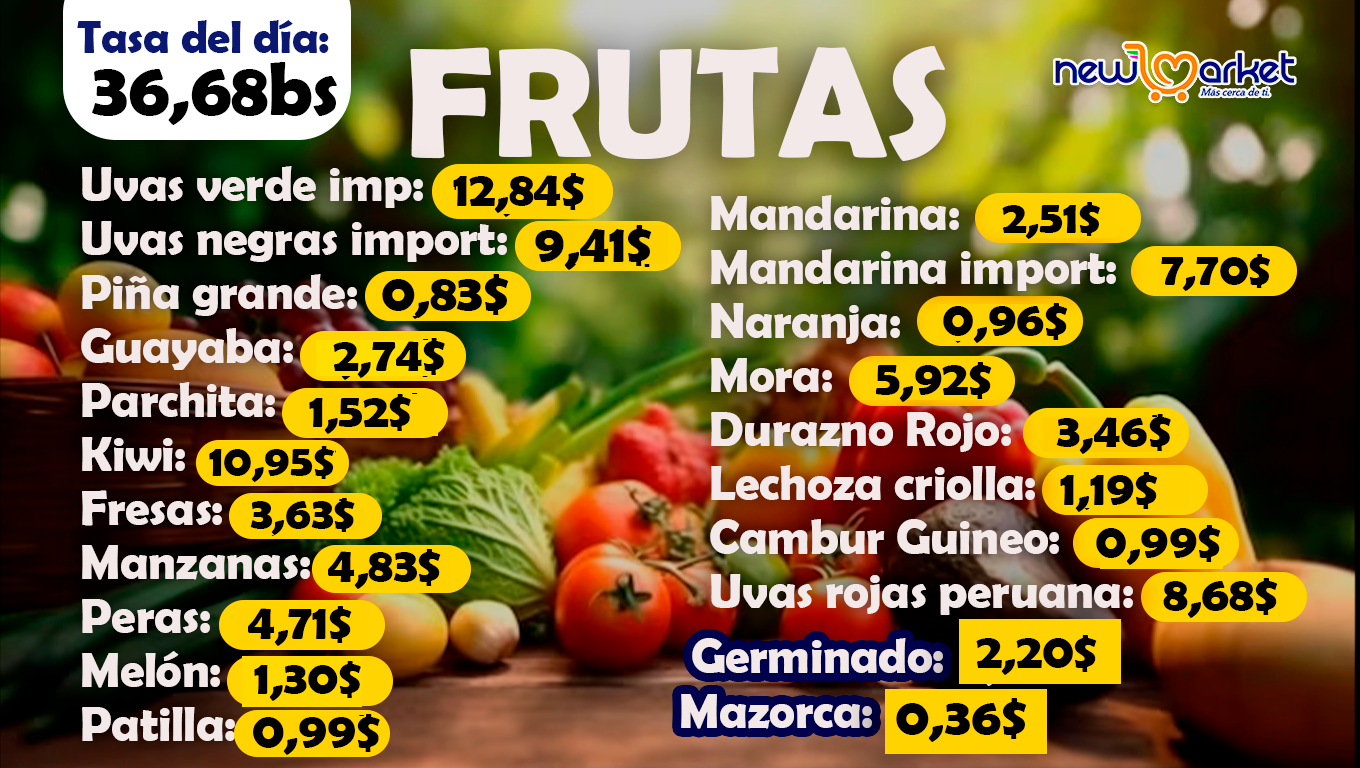 Tasa del día:
36,68bs
FRUTAS
new market
Más cerca de ti.
Uvas verde imp: 12,84$
Uvas negras import: 9,41$
Piña grande: 0,83$
Guayaba: 2,74$
Parchita: 1,52$
Kiwi: 10,95$
Fresas: 3,63$
Manzanas: 4,83$
Peras: 4,71$
Melón: 1,30$
Patilla: 0,99$
Mandarina: 2,51$
Mandarina import: 7,70$
Naranja: 0,96$
Mora: 5,92$
Durazno Rojo: 3,46$
Lechoza criolla: 1,19$
Cambur Guineo: 0,99$
Uvas rojas peruana: 8,68$
Germinado: 2,20$
Mazorca: 0,36$